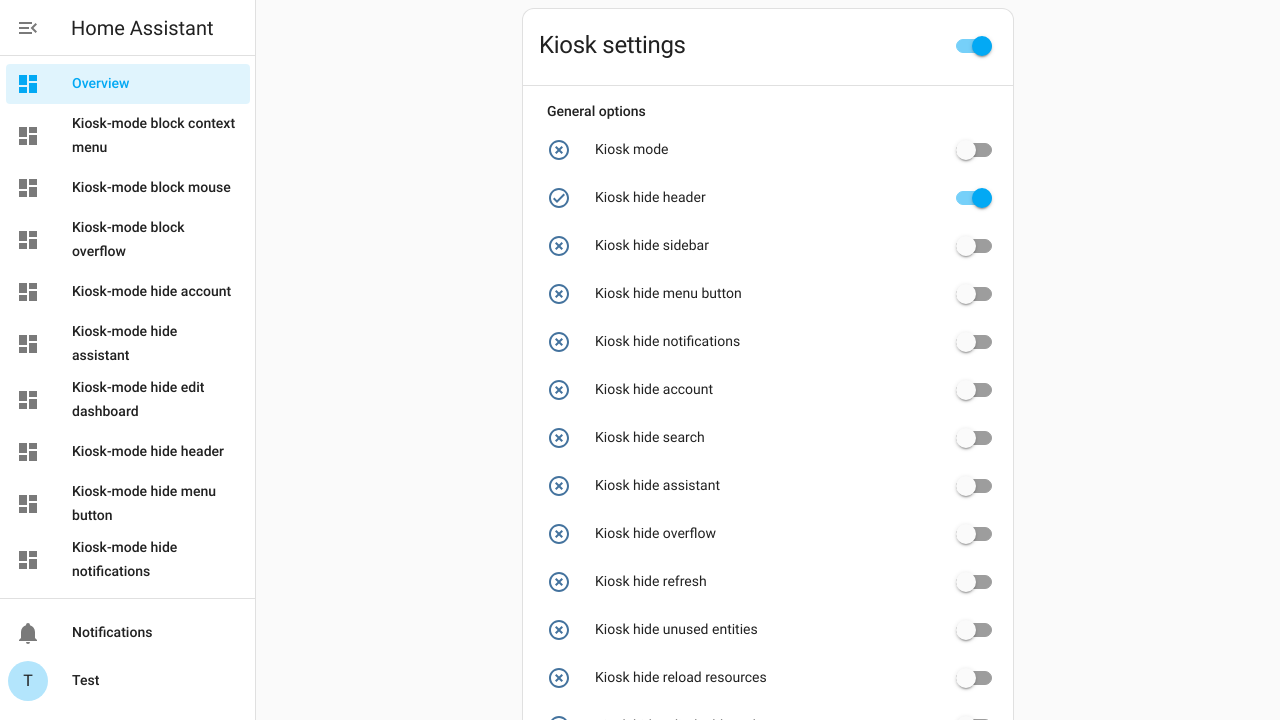 Home Assistant
Overview
Kiosk-mode block context
menu
Kiosk-mode block mouse
Kiosk-mode block
overflow
Kiosk-mode hide account
Kiosk-mode hide
assistant
Kiosk-mode hide edit
dashboard
Kiosk-mode hide header
Kiosk-mode hide menu
button
Kiosk-mode hide
notifications
Notifications
T
Test
Kiosk settings
General options
Kiosk mode
Kiosk hide header
Kiosk hide sidebar
Kiosk hide menu button
Kiosk hide notifications
Kiosk hide account
Kiosk hide search
Kiosk hide assistant
Kiosk hide overflow
Kiosk hide refresh
Kiosk hide unused entities
Kiosk hide reload resources